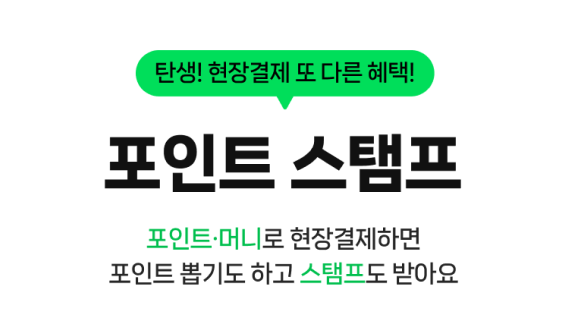 탄생! 현장결제 또 다른 혜택!
포인트 스탬프
포인트·머니로 현장결제하면
포인트 뽑기도 하고 스탬프도 받아요